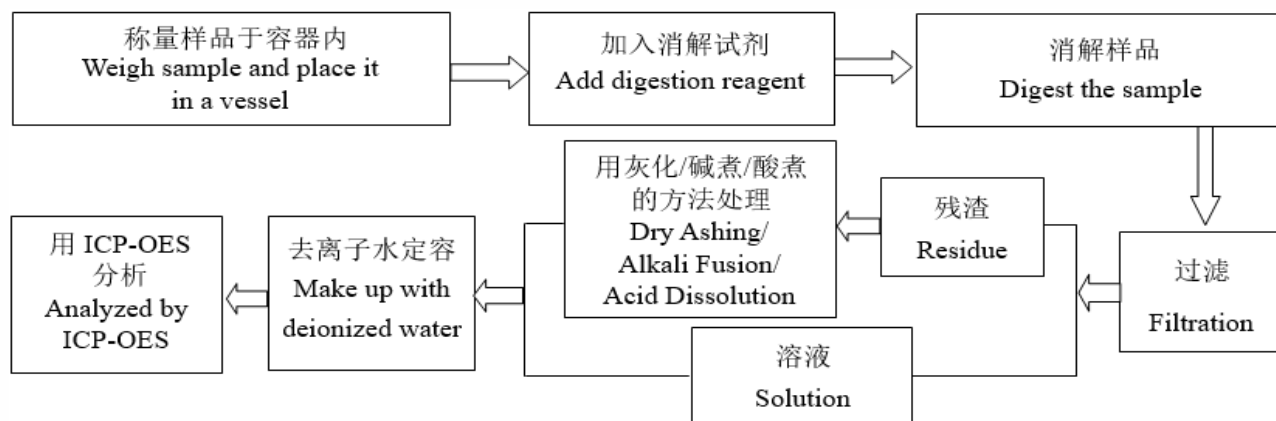 称量样品于容器内
Weigh sample and place it
in a vessel
加入消解试剂
Add digestion reagent
消解样品
Digest the sample
过滤
Filtration
残渣
Residue
用灰化/碱煮/酸煮
的方法处理
Dry Ashing/
Alkali Fusion/
Acid Dissolution
溶液
Solution
去离子水定容
Make up with
deionized water
用 ICP-OES
分析
Analyzed by
ICP-OES